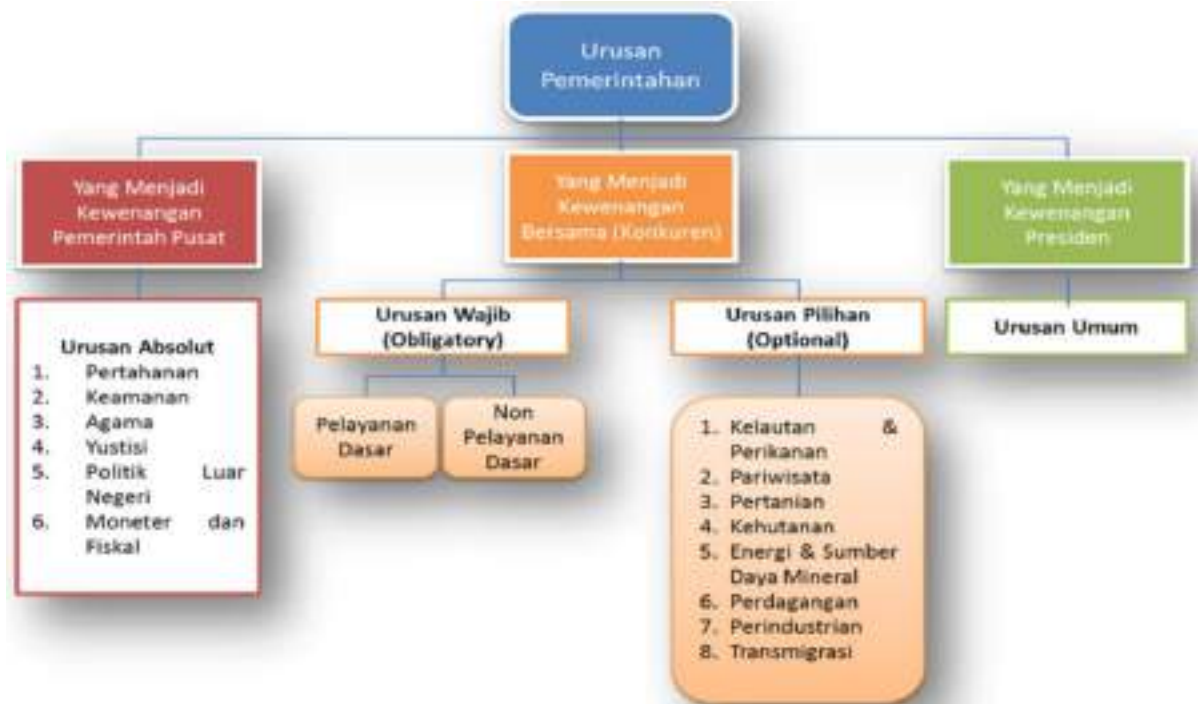 Urusan
Pemerintahan
Yang Menjadi
Kewenangan
Pemerintah Pusat
Yang Menjadi
Kewenangan
Bersama (Konkuren)
Yang Menjadi
Kewenangan
Presiden
Urusan Absolut
1. Pertahanan
2. Keamanan
3. Agama
4. Yustisi
5. Politik Luar
Negeri
6. Moneter dan
Fiskal
Urusan Wajib
(Obligatory)
Pelayanan
Dasar
Non
Pelayanan
Dasar
Urusan Pilihan
(Optional)
1. Kelautan &
Perikanan
2. Pariwisata
3. Pertanian
4. Kehutanan
5. Energi & Sumber
Daya Mineral
6. Perdagangan
7. Perindustrian
8. Transmigrasi
Urusan Umum